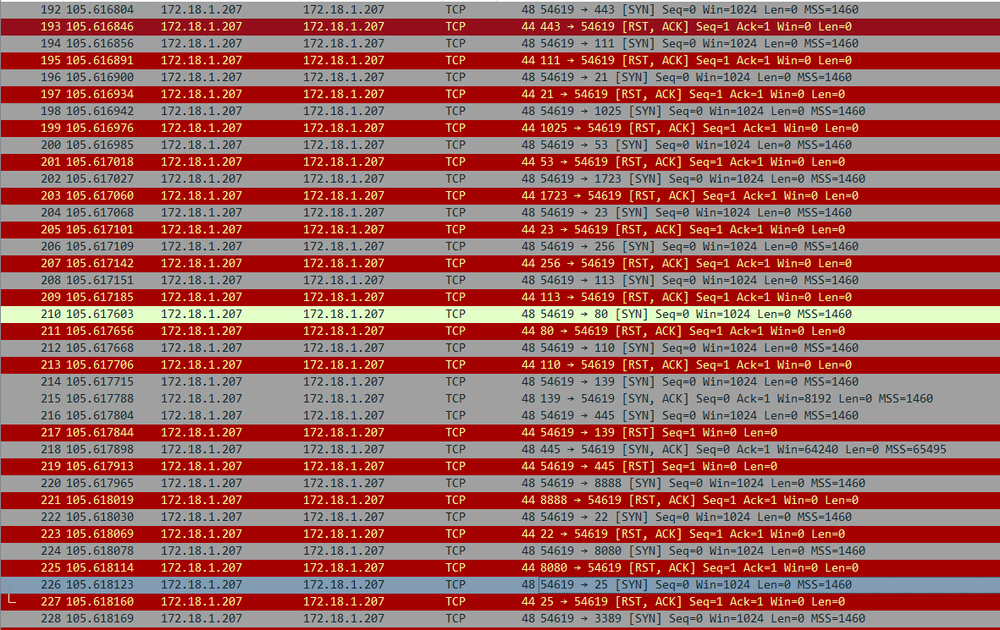 192 105.616804 172.18.1.207 172.18.1.207 TCP 48 54619 → 443 [SYN] Seq=0 Win=1024 Len=0 MSS=1460
193 105.616846 172.18.1.207 172.18.1.207 TCP 44 443 → 54619 [RST, ACK] Seq=1 Ack=1 Win=0 Len=0
194 105.616856 172.18.1.207 172.18.1.207 TCP 48 54619 → 111 [SYN] Seq=0 Win=1024 Len=0 MSS=1460
195 105.616891 172.18.1.207 172.18.1.207 TCP 44 111 → 54619 [RST, ACK] Seq=1 Ack=1 Win=0 Len=0
196 105.616900 172.18.1.207 172.18.1.207 TCP 48 54619 → 21 [SYN] Seq=0 Win=1024 Len=0 MSS=1460
197 105.616934 172.18.1.207 172.18.1.207 TCP 44 21 → 54619 [RST, ACK] Seq=1 Ack=1 Win=0 Len=0
198 105.616942 172.18.1.207 172.18.1.207 TCP 48 54619 → 1025 [SYN] Seq=0 Win=1024 Len=0 MSS=1460
199 105.616976 172.18.1.207 172.18.1.207 TCP 44 1025 → 54619 [RST, ACK] Seq=1 Ack=1 Win=0 Len=0
200 105.616985 172.18.1.207 172.18.1.207 TCP 48 54619 → 53 [SYN] Seq=0 Win=1024 Len=0 MSS=1460
201 105.617018 172.18.1.207 172.18.1.207 TCP 44 53 → 54619 [RST, ACK] Seq=1 Ack=1 Win=0 Len=0
202 105.617027 172.18.1.207 172.18.1.207 TCP 48 54619 → 1723 [SYN] Seq=0 Win=1024 Len=0 MSS=1460
203 105.617060 172.18.1.207 172.18.1.207 TCP 44 1723 → 54619 [RST, ACK] Seq=1 Ack=1 Win=0 Len=0
204 105.617068 172.18.1.207 172.18.1.207 TCP 48 54619 → 23 [SYN] Seq=0 Win=1024 Len=0 MSS=1460
205 105.617101 172.18.1.207 172.18.1.207 TCP 44 23 → 54619 [RST, ACK] Seq=1 Ack=1 Win=0 Len=0
206 105.617109 172.18.1.207 172.18.1.207 TCP 48 54619 → 256 [SYN] Seq=0 Win=1024 Len=0 MSS=1460
207 105.617142 172.18.1.207 172.18.1.207 TCP 44 256 → 54619 [RST, ACK] Seq=1 Ack=1 Win=0 Len=0
208 105.617151 172.18.1.207 172.18.1.207 TCP 48 54619 → 113 [SYN] Seq=0 Win=1024 Len=0 MSS=1460
209 105.617185 172.18.1.207 172.18.1.207 TCP 44 113 → 54619 [RST, ACK] Seq=1 Ack=1 Win=0 Len=0
210 105.617603 172.18.1.207 172.18.1.207 TCP 48 54619 → 80 [SYN] Seq=0 Win=1024 Len=0 MSS=1460
211 105.617656 172.18.1.207 172.18.1.207 TCP 44 80 → 54619 [RST, ACK] Seq=1 Ack=1 Win=0 Len=0
212 105.617668 172.18.1.207 172.18.1.207 TCP 48 54619 → 110 [SYN] Seq=0 Win=1024 Len=0 MSS=1460
213 105.617706 172.18.1.207 172.18.1.207 TCP 44 110 → 54619 [RST, ACK] Seq=1 Ack=1 Win=0 Len=0
214 105.617715 172.18.1.207 172.18.1.207 TCP 48 54619 → 139 [SYN] Seq=0 Win=1024 Len=0 MSS=1460
215 105.617788 172.18.1.207 172.18.1.207 TCP 48 139 → 54619 [SYN, ACK] Seq=0 Ack=1 Win=8192 Len=0 MSS=1460
216 105.617804 172.18.1.207 172.18.1.207 TCP 48 54619 → 445 [SYN] Seq=0 Win=1024 Len=0 MSS=1460
217 105.617844 172.18.1.207 172.18.1.207 TCP 44 54619 → 139 [RST] Seq=1 Win=0 Len=0
218 105.617898 172.18.1.207 172.18.1.207 TCP 48 445 → 54619 [SYN, ACK] Seq=0 Ack=1 Win=64240 Len=0 MSS=65495
219 105.617913 172.18.1.207 172.18.1.207 TCP 44 54619 → 445 [RST] Seq=1 Win=0 Len=0
220 105.617965 172.18.1.207 172.18.1.207 TCP 48 54619 → 8888 [SYN] Seq=0 Win=1024 Len=0 MSS=1460
221 105.618019 172.18.1.207 172.18.1.207 TCP 44 8888 → 54619 [RST, ACK] Seq=1 Ack=1 Win=0 Len=0
222 105.618030 172.18.1.207 172.18.1.207 TCP 48 54619 → 22 [SYN] Seq=0 Win=1024 Len=0 MSS=1460
223 105.618069 172.18.1.207 172.18.1.207 TCP 44 22 → 54619 [RST, ACK] Seq=1 Ack=1 Win=0 Len=0
224 105.618078 172.18.1.207 172.18.1.207 TCP 48 54619 → 8080 [SYN] Seq=0 Win=1024 Len=0 MSS=1460
225 105.618114 172.18.1.207 172.18.1.207 TCP 44 8080 → 54619 [RST, ACK] Seq=1 Ack=1 Win=0 Len=0
226 105.618123 172.18.1.207 172.18.1.207 TCP 48 54619 → 25 [SYN] Seq=0 Win=1024 Len=0 MSS=1460
227 105.618160 172.18.1.207 172.18.1.207 TCP 44 25 → 54619 [RST, ACK] Seq=1 Ack=1 Win=0 Len=0
228 105.618169 172.18.1.207 172.18.1.207 TCP 48 54619 → 3389 [SYN] Seq=0 Win=1024 Len=0 MSS=1460